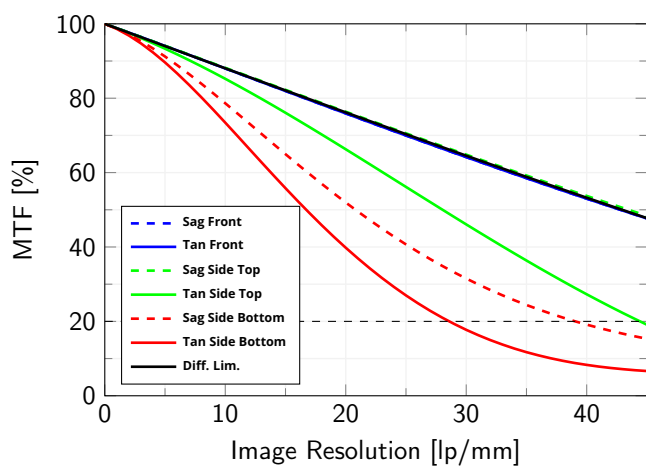 100
80
60
40
20
0
MTF [%]
Sag Front
Tan Front
Sag Side Top
Tan Side Top
Sag Side Bottom
Tan Side Bottom
Diff. Lim.
0 10 20 30 40
Image Resolution [lp/mm]